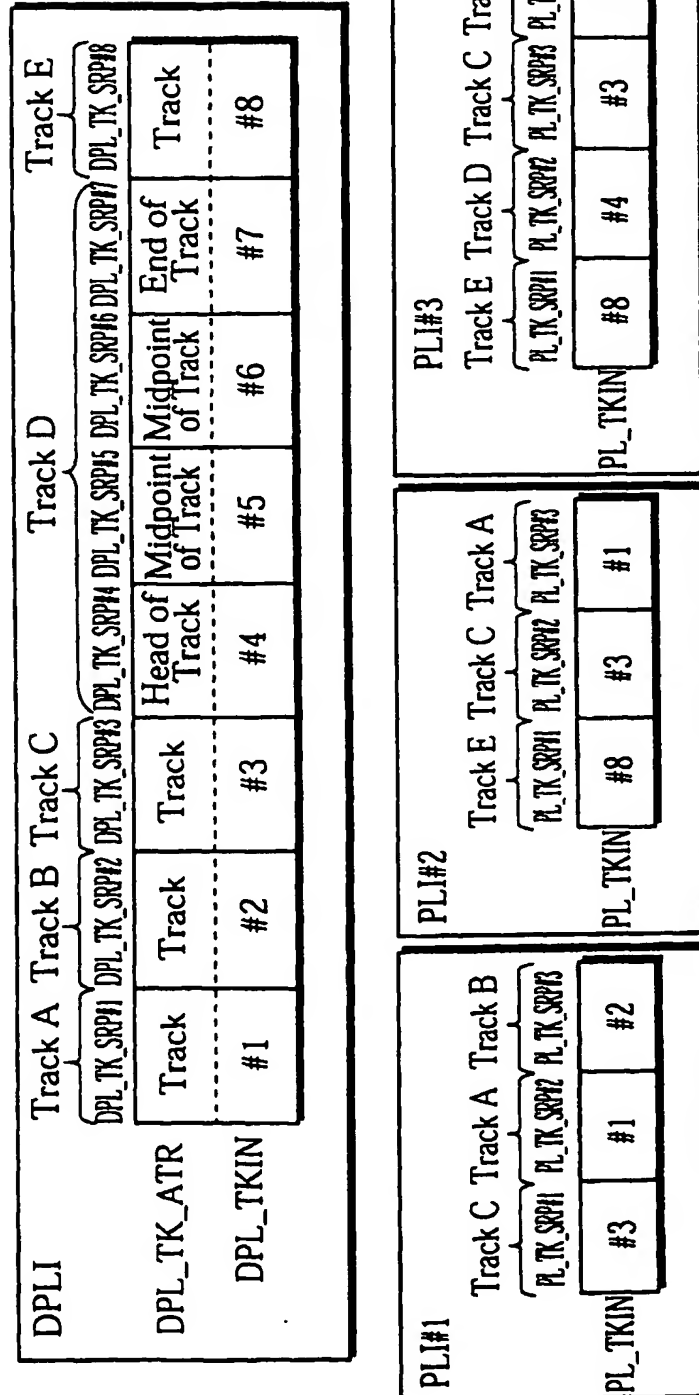 DPLI
Track A Track B Track C Track D Track E
DPL_TK_SRP#1 DPL_TK_SRP#2 DPL_TK_SRP#3 DPL_TK_SRP#4 DPL_TK_SRP#5 DPL_TK_SRP#6 DPL_TK_SRP#7 DPL_TK_SRP#8
DPL_TK_ATR Track Track Track Head of Track Midpoint of Track Midpoint of Track End of Track Track
DPL_TKIN #1 #2 #3 #4 #5 #6 #7 #8
PLI#1
Track C Track A Track B
PL_TK_SRP#1 PL_TK_SRP#2 PL_TK_SRP#3
PL_TKIN #3 #1 #2
PLI#2
Track E Track C Track A
PL_TK_SRP#1 PL_TK_SRP#2 PL_TK_SRP#3
PL_TKIN #8 #3 #1
PLI#3
Track E Track D Track C Tra
PL_TK_SRP#1 PL_TK_SRP#2 PL_TK_SRP#3 PL_T
PL_TKIN #8 #4 #3